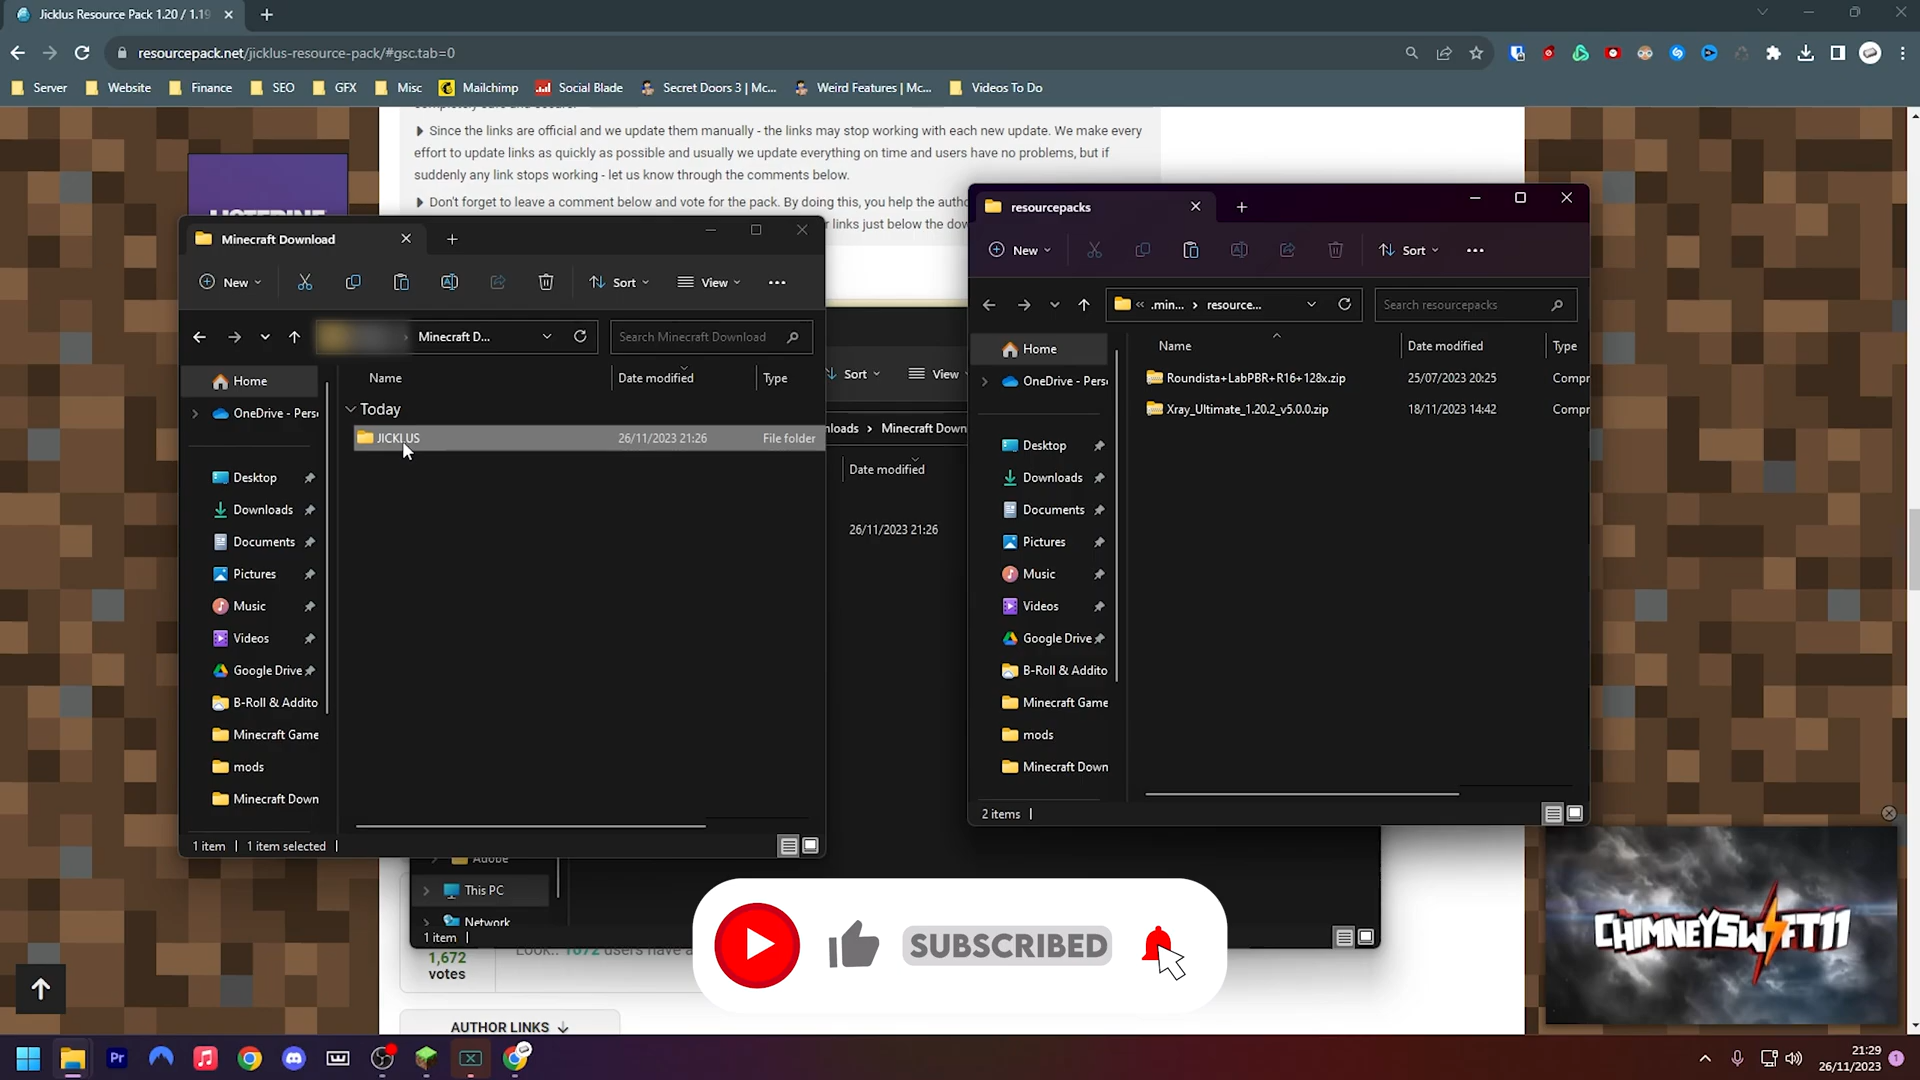 Jicklus Resource Pack 1.20 / 1.19
resourcepack.net/jicklus-resource-pack/#gsc.tab=0
Server
Website
Finance
SEO
GFX
Misc
Mailchimp
Social Blade
Secret Doors 3 | Mc...
Weird Features | Mc...
Videos To Do
Since the links are official and we update them manually - the links may stop working with each new update. We make every
effort to update links as quickly as possible and usually we update everything on time and users have no problems, but if
suddenly any link stops working - let us know through the comments below.
Don't forget to leave a comment below and vote for the pack. By doing this, you help the autho
r links just below the dow
Minecraft Download
New
Sort
View
Minecraft D...
Search Minecraft Download
Name
Date modified
Type
Today
JICKLUS
26/11/2023 21:26
File folder
Home
OneDrive - Pers
Desktop
Downloads
Documents
Pictures
Music
Videos
Google Drive
B-Roll & Addito
Minecraft Game
mods
Minecraft Down
1 item
1 item selected
Sort
View
loads > Minecraft Down
Date modified
26/11/2023 21:26
Adobe
This PC
Network
1 item
resourcepacks
New
Sort
.min... > resource...
Search resourcepacks
Name
Date modified
Type
Roundista+LabPBR+R16+128x.zip
25/07/2023 20:25
Compr
Xray_Ultimate_1.20.2_v5.0.0.zip
18/11/2023 14:42
Compr
Home
OneDrive - Pers
Desktop
Downloads
Documents
Pictures
Music
Videos
Google Drive
B-Roll & Addito
Minecraft Game
mods
Minecraft Down
2 items
1,672
votes
Look.. 1672 users have a
AUTHOR LINKS
SUBSCRIBED
CHIMNEYSWIFT11
Pr
21:29
26/11/2023
1